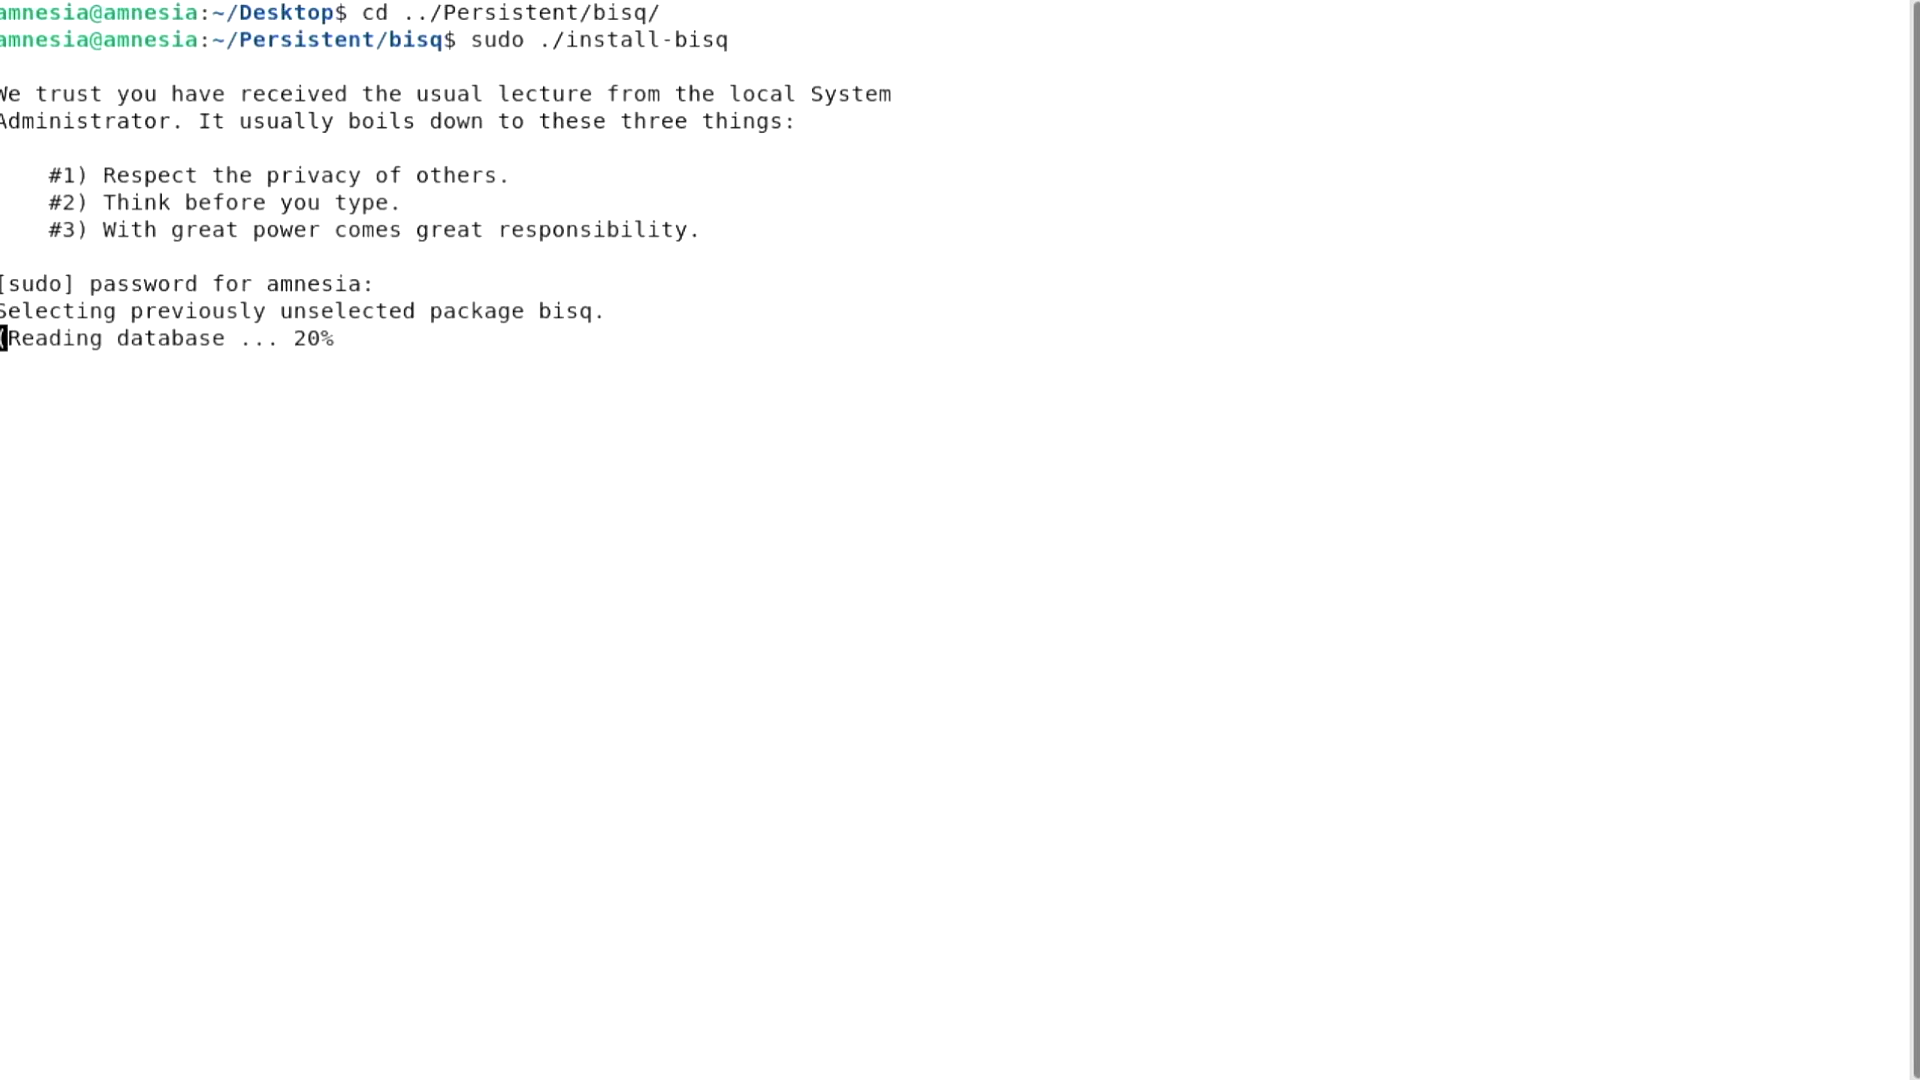 amnesia@amnesia:~/Desktop$ cd ../Persistent/bisq/
amnesia@amnesia:~/Persistent/bisq$ sudo ./install-bisq
We trust you have received the usual lecture from the local System
Administrator. It usually boils down to these three things:
#1) Respect the privacy of others.
#2) Think before you type.
#3) With great power comes great responsibility.
[sudo] password for amnesia:
Selecting previously unselected package bisq.
(Reading database ... 20%